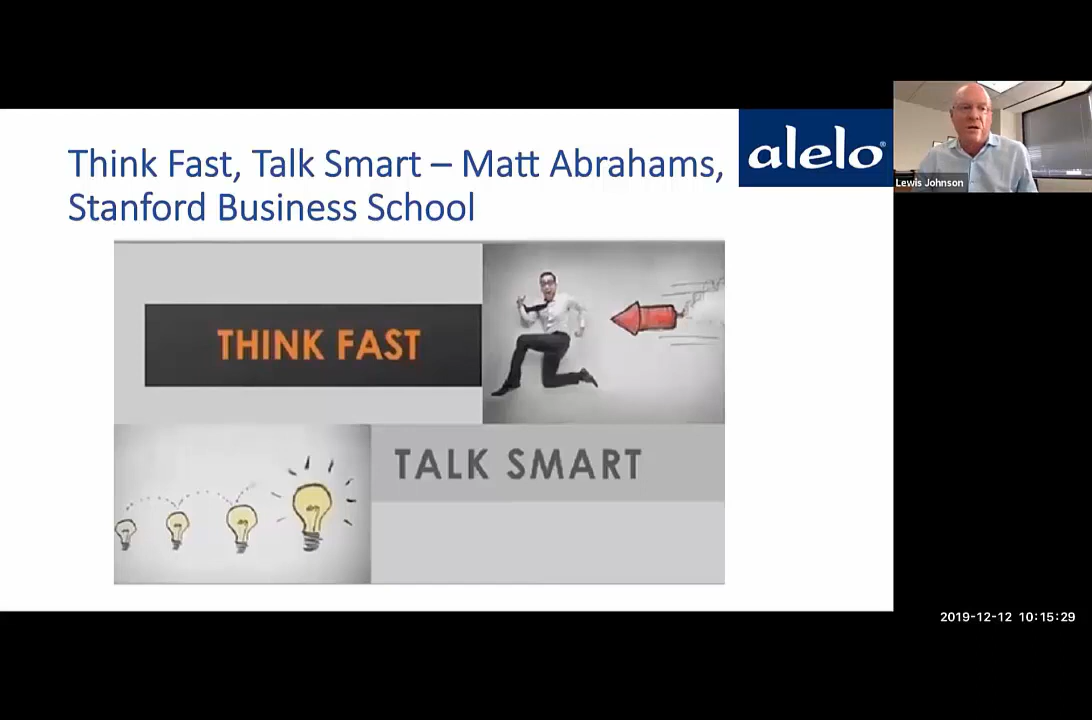 Think Fast, Talk Smart – Matt Abrahams,
Stanford Business School
alelo®
Lewis Johnson
THINK FAST
TALK SMART
2019-12-12 10:15:29